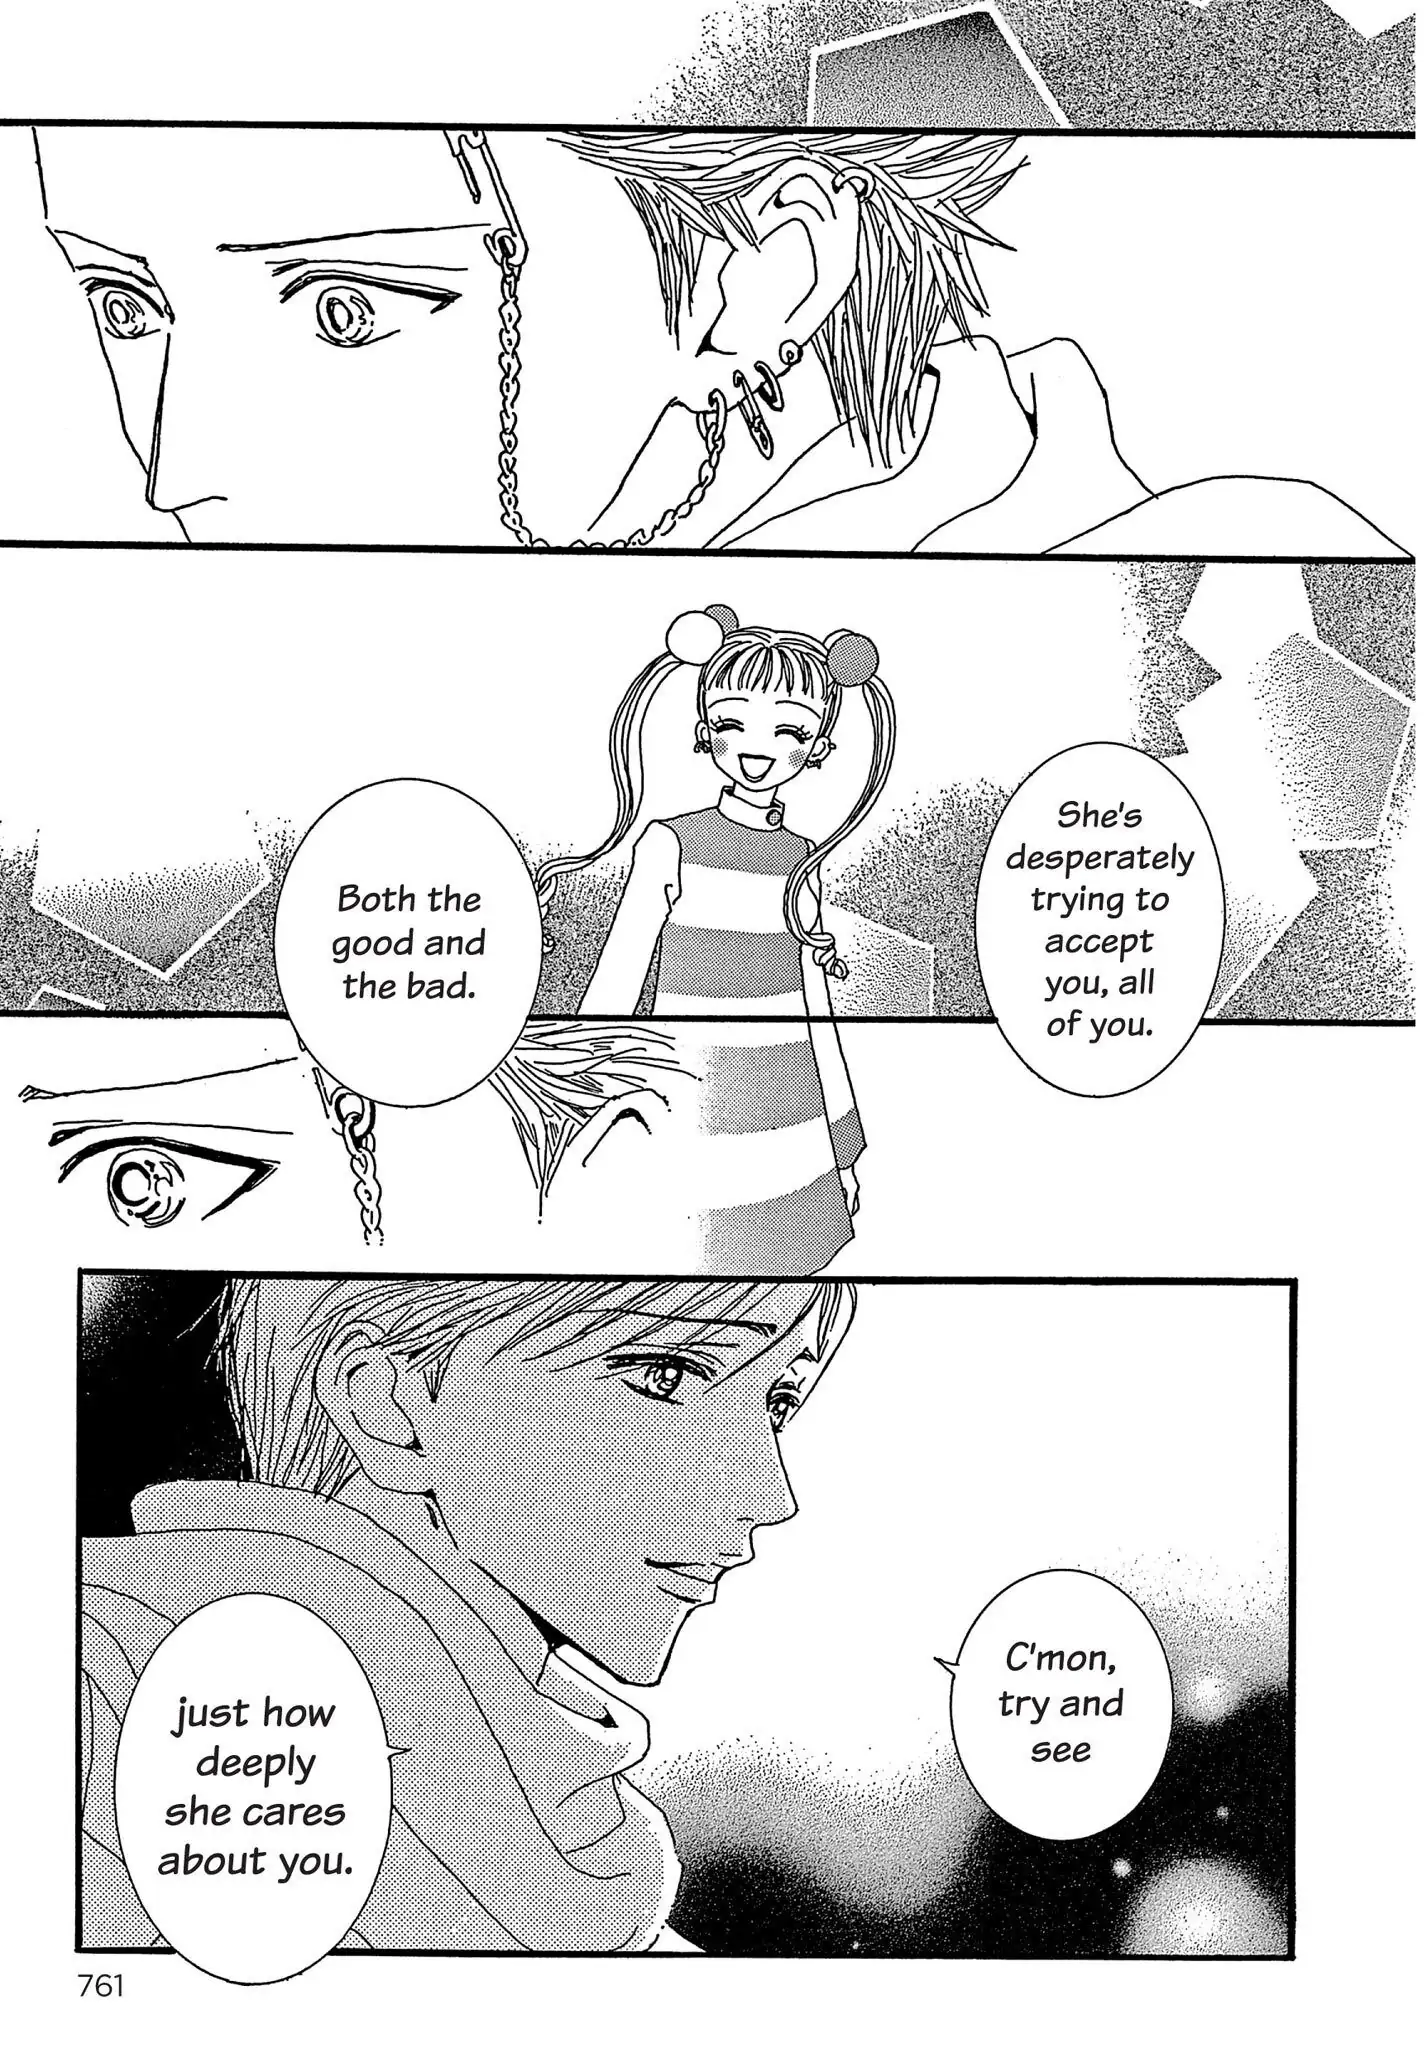 She's
desperately
trying to
accept
you, all
of you.
Both the
good and
the bad.
C'mon,
try and
see
just how
deeply
she cares
about you.
761